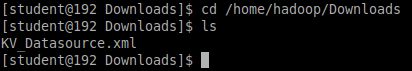 [student@192 Downloads]$ cd /home/hadoop/Downloads
[student@192 Downloads]$ ls
KV_Datasource.xml
[student@192 Downloads]$